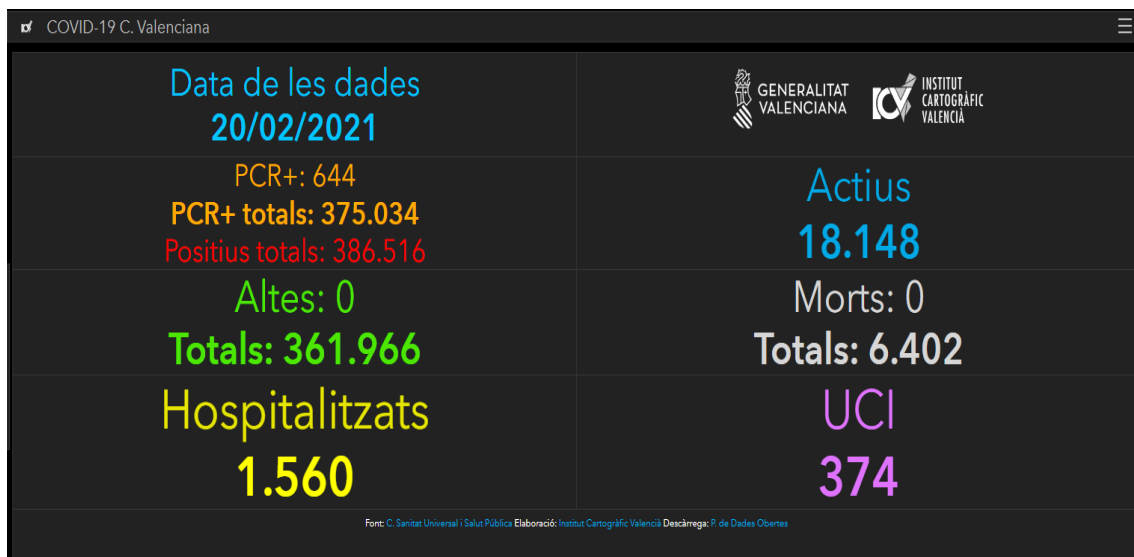 COVID-19 C. Valenciana
Data de les dades
20/02/2021
GENERALITAT
VALENCIANA
ICV
INSTITUT
CARTOGRÀFIC
VALENCIÀ
PCR+: 644
PCR+ totals: 375.034
Positius totals: 386.516
Actius
18.148
Altes: 0
Totals: 361.966
Morts: 0
Totals: 6.402
Hospitalitzats
1.560
UCI
374
Font: C. Sanitat Universal i Salut Pública Elaboració: Institut Cartogràfic Valencià Descàrrega: P. de Dades Obertes